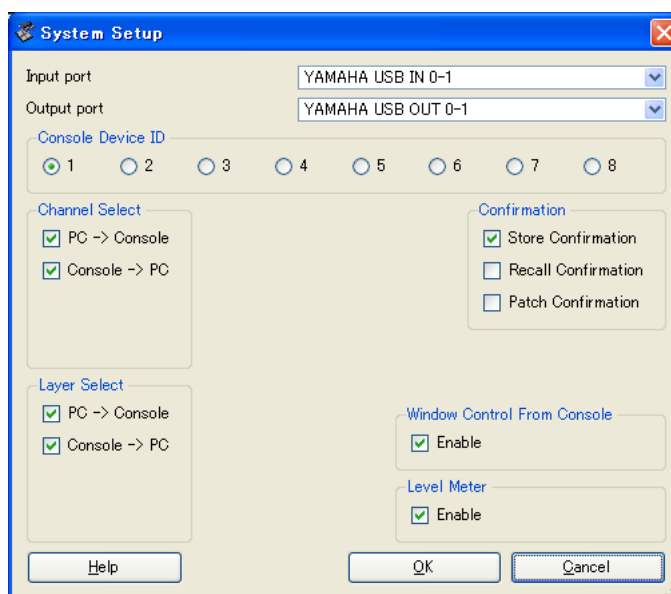 System Setup
Input port
YAMAHA USB IN 0-1
Output port
YAMAHA USB OUT 0-1
Console Device ID
1 2 3 4 5 6 7 8
Channel Select
PC -> Console
Console -> PC
Confirmation
Store Confirmation
Recall Confirmation
Patch Confirmation
Layer Select
PC -> Console
Console -> PC
Window Control From Console
Enable
Level Meter
Enable
Help
OK
Cancel